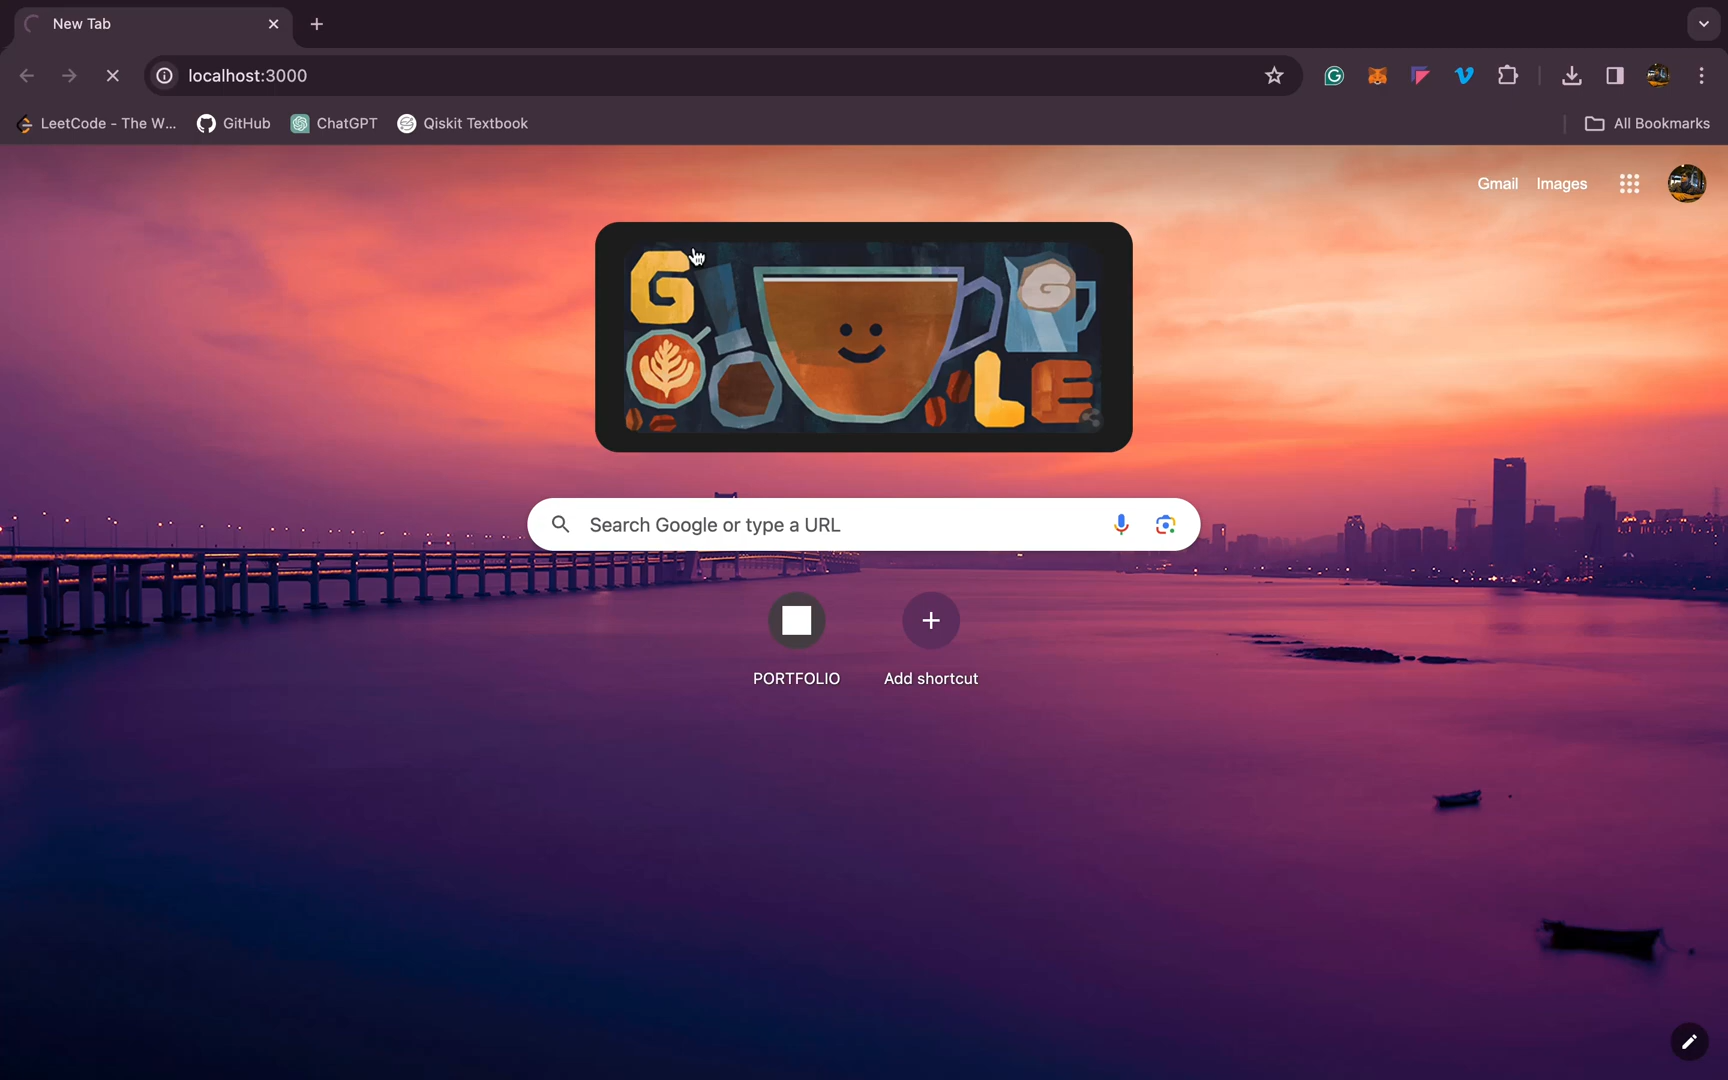 New Tab
localhost:3000
LeetCode - The W... GitHub ChatGPT Qiskit Textbook All Bookmarks
Gmail Images
G
G
L E
Search Google or type a URL
PORTFOLIO Add shortcut